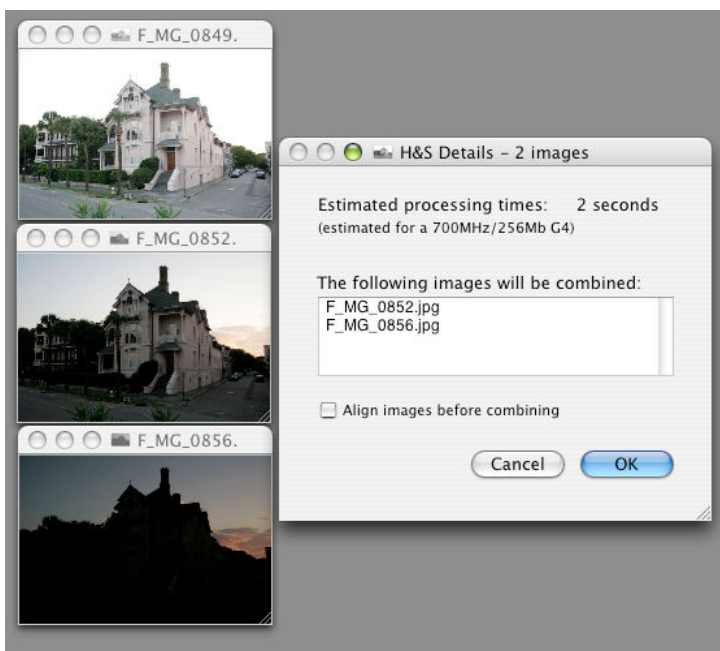 F_MG_0849.
F_MG_0852.
F_MG_0856.
H&S Details – 2 images
Estimated processing times: 2 seconds
(estimated for a 700MHz/256Mb G4)
The following images will be combined:
F_MG_0852.jpg
F_MG_0856.jpg
Align images before combining
Cancel OK